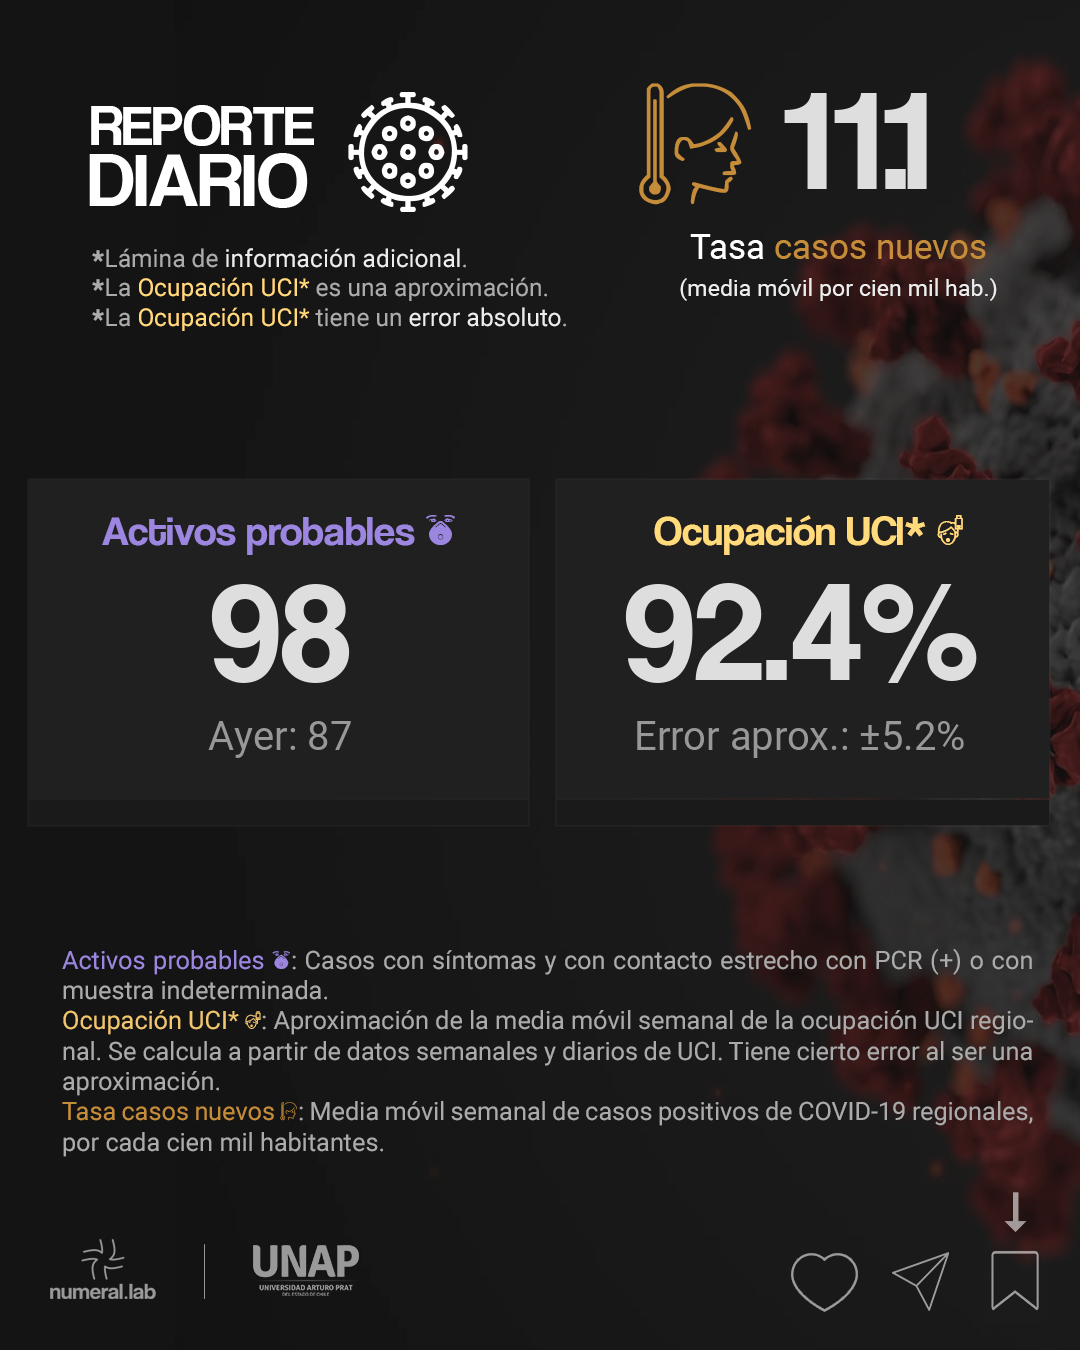 REPORTE
DIARIO
*Lámina de información adicional.
*La Ocupación UCI* es una aproximación.
*La Ocupación UCI* tiene un error absoluto.
11.1
Tasa casos nuevos
(media móvil por cien mil hab.)
Activos probables
98
Ayer: 87
Ocupación UCI*
92.4%
Error aprox.: ±5.2%
Activos probables : Casos con síntomas y con contacto estrecho con PCR (+) o con
muestra indeterminada.
Ocupación UCI* : Aproximación de la media móvil semanal de la ocupación UCI regio-
nal. Se calcula a partir de datos semanales y diarios de UCI. Tiene cierto error al ser una
aproximación.
Tasa casos nuevos : Media móvil semanal de casos positivos de COVID-19 regionales,
por cada cien mil habitantes.
numeral.lab
UNAP
UNIVERSIDAD ARTURO PRAT
DEL ESTADO DE CHILE